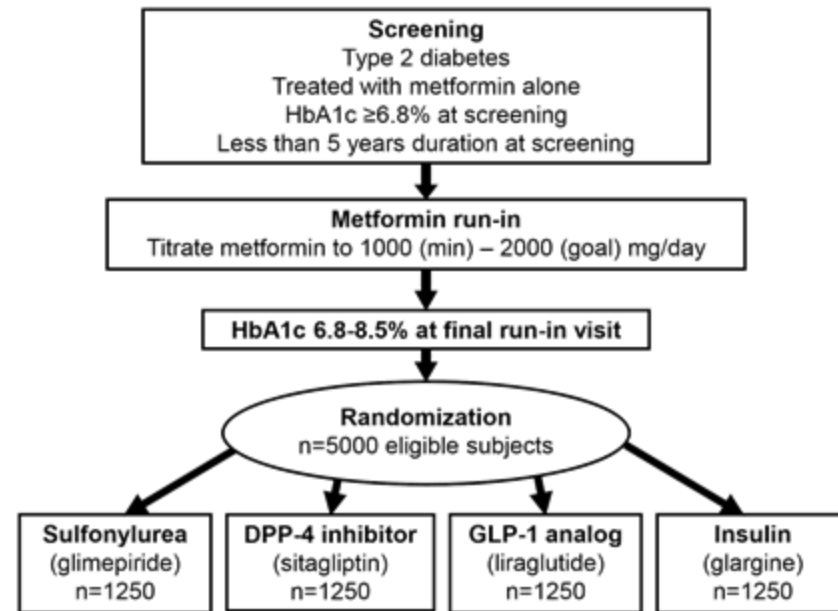 Screening
Type 2 diabetes
Treated with metformin alone
HbA1c ≥6.8% at screening
Less than 5 years duration at screening
Metformin run-in
Titrate metformin to 1000 (min) – 2000 (goal) mg/day
HbA1c 6.8-8.5% at final run-in visit
Randomization
n=5000 eligible subjects
Sulfonylurea
(glimepiride)
n=1250
DPP-4 inhibitor
(sitagliptin)
n=1250
GLP-1 analog
(liraglutide)
n=1250
Insulin
(glargine)
n=1250